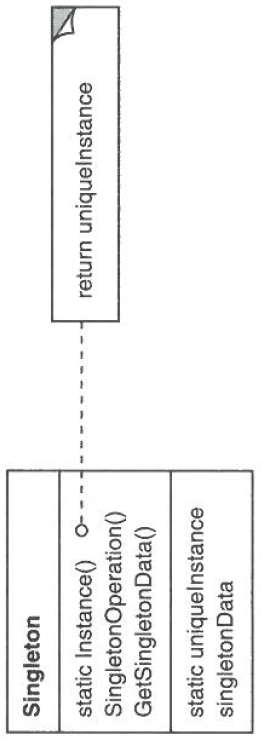 Singleton
static Instance()
SingletonOperation()
GetSingletonData()
static uniqueInstance
singletonData
return uniqueInstance